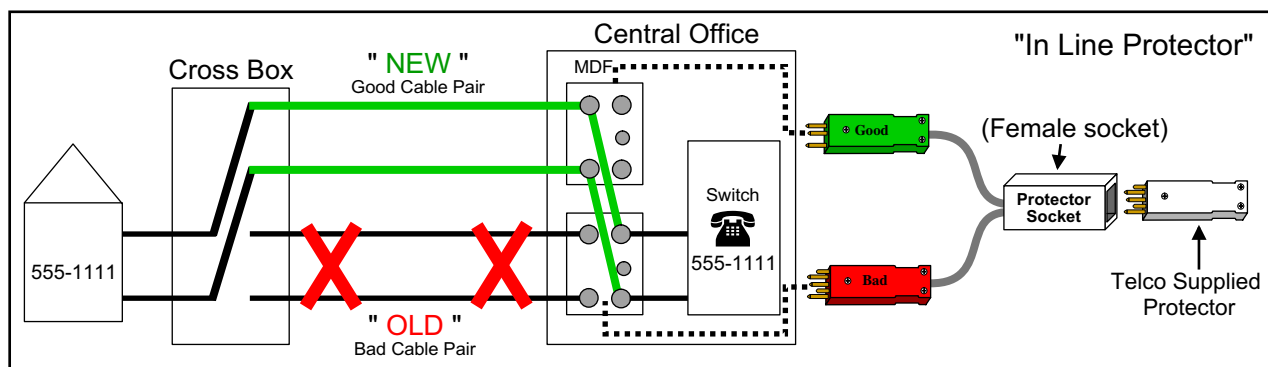 Central Office
"In Line Protector"
Cross Box
" NEW "
Good Cable Pair
MDF
Good
(Female socket)
Switch
Protector
Socket
555-1111
555-1111
Bad
Telco Supplied
Protector
" OLD "
Bad Cable Pair